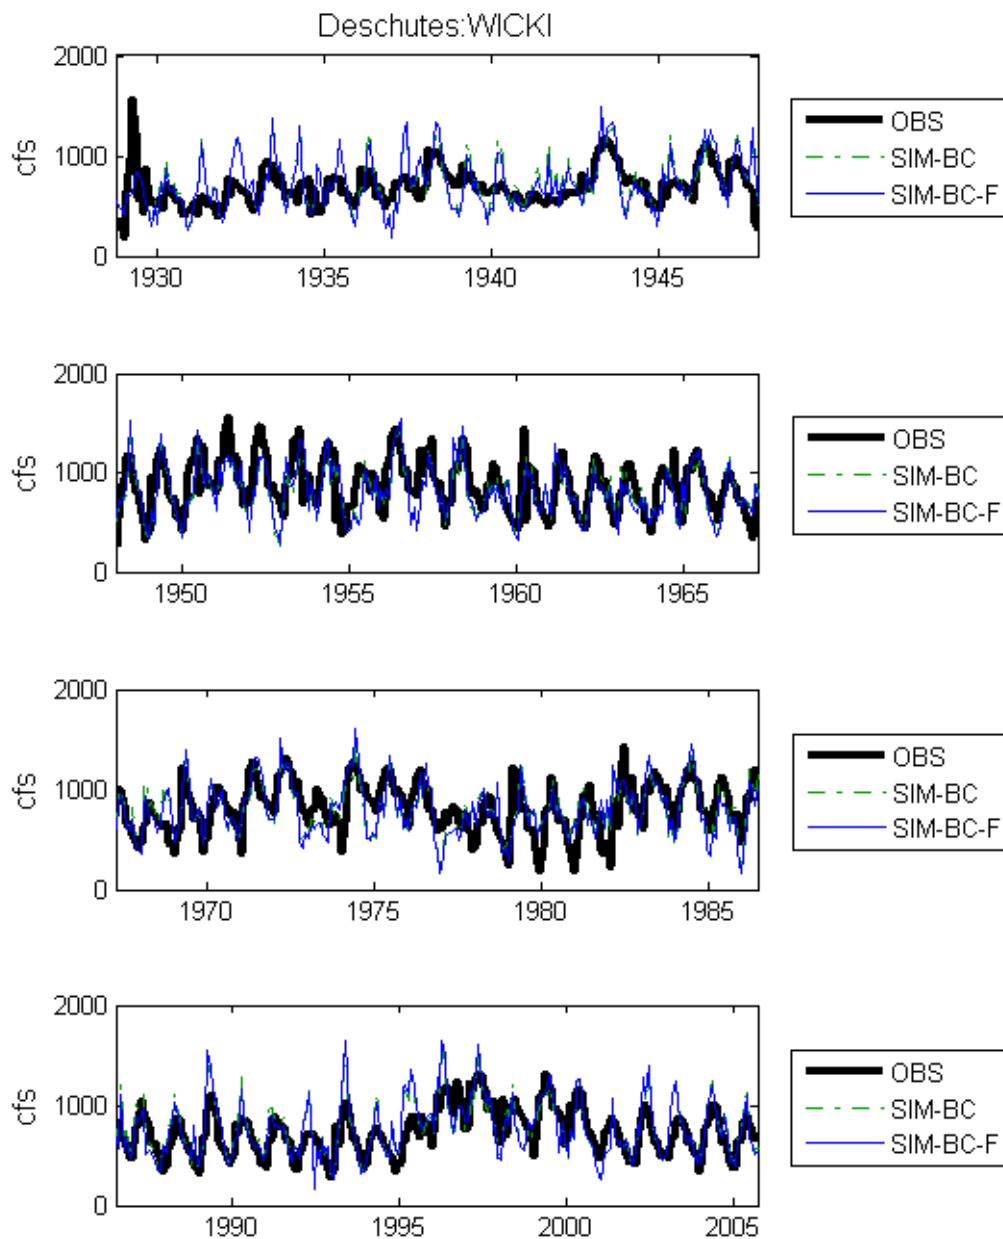 Deschutes:WICKI
2000
1000
0
cfs
1930
1935
1940
1945
OBS
SIM-BC
SIM-BC-F
2000
1000
0
cfs
1950
1955
1960
1965
OBS
SIM-BC
SIM-BC-F
2000
1000
0
cfs
1970
1975
1980
1985
OBS
SIM-BC
SIM-BC-F
2000
1000
0
cfs
1990
1995
2000
2005
OBS
SIM-BC
SIM-BC-F